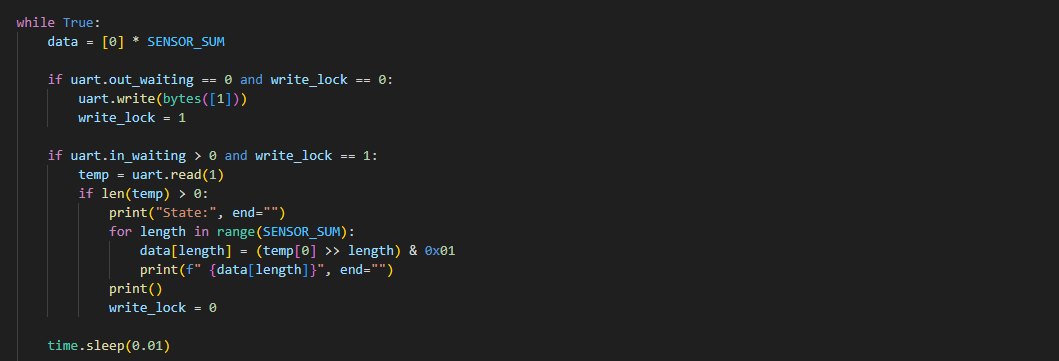 while True:
    data = [0] * SENSOR_SUM
    if uart.out_waiting == 0 and write_lock == 0:
        uart.write(bytes([1]))
        write_lock = 1
    if uart.in_waiting > 0 and write_lock == 1:
        temp = uart.read(1)
        if len(temp) > 0:
            print("State:", end="")
            for length in range(SENSOR_SUM):
                data[length] = (temp[0] >> length) & 0x01
                print(f" {data[length]}", end="")
            print()
            write_lock = 0
    time.sleep(0.01)